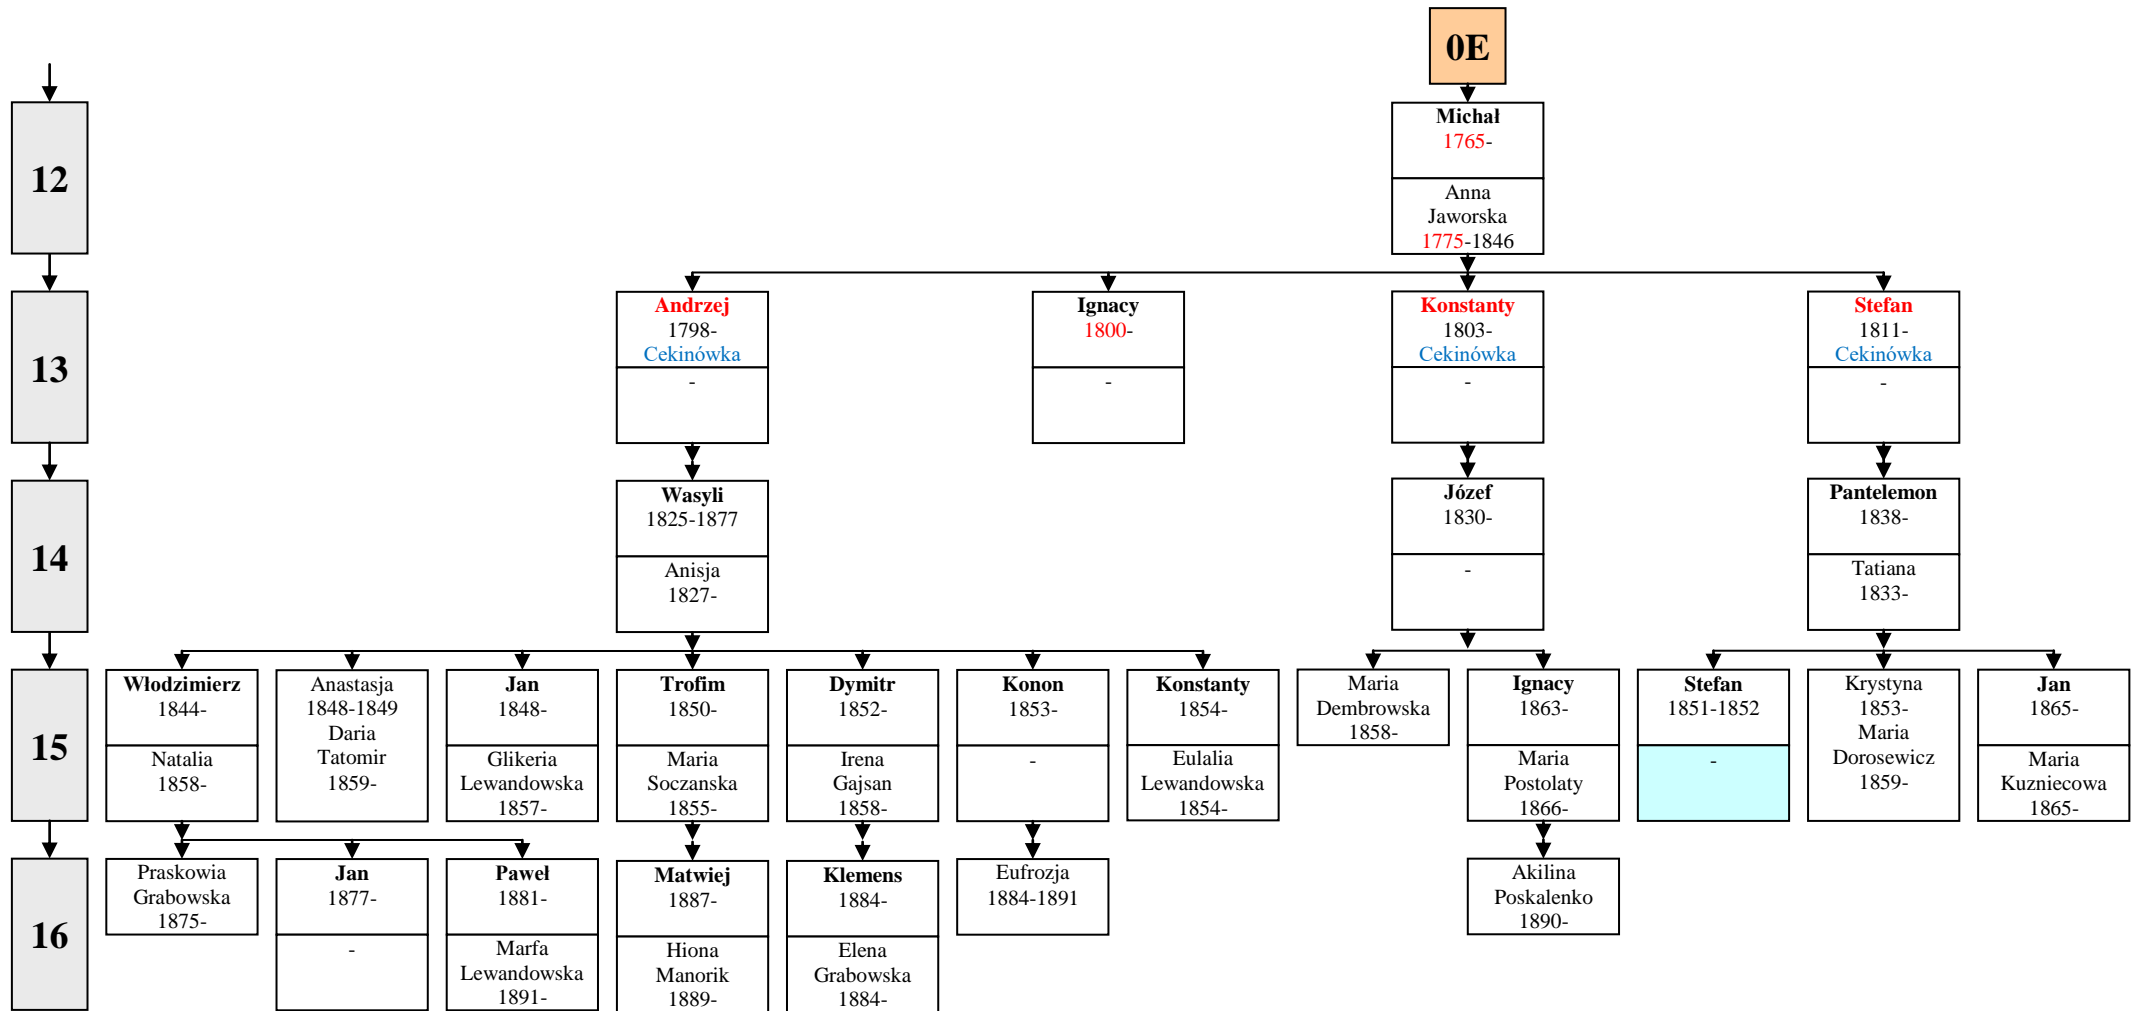 0E
12
Michał
1765-
Anna
Jaworska
1775-1846
13
Andrzej
1798-
Cekinówka
-
Ignacy
1800-
-
Konstanty
1803-
Cekinówka
-
Stefan
1811-
Cekinówka
-
14
Wasyli
1825-1877
Anisja
1827-
Józef
1830-
-
Pantelemon
1838-
Tatiana
1833-
15
Włodzimierz
1844-
Natalia
1858-
Anastasja
1848-1849
Daria
Tatomir
1859-
Jan
1848-
Glikeria
Lewandowska
1857-
Trofim
1850-
Maria
Soczanska
1855-
Dymitr
1852-
Irena
Gajsan
1858-
Konon
1853-
-
Konstanty
1854-
Eulalia
Lewandowska
1854-
Maria
Dembrowska
1858-
Ignacy
1863-
Maria
Postolaty
1866-
Stefan
1851-1852
-
Krystyna
1853-
Maria
Dorosewicz
1859-
Jan
1865-
Maria
Kuzniecowa
1865-
16
Praskowia
Grabowska
1875-
Jan
1877-
-
Paweł
1881-
Marfa
Lewandowska
1891-
Matwiej
1887-
Hiona
Manorik
1889-
Klemens
1884-
Elena
Grabowska
1884-
Eufrozja
1884-1891
Akilina
Poskalenko
1890-